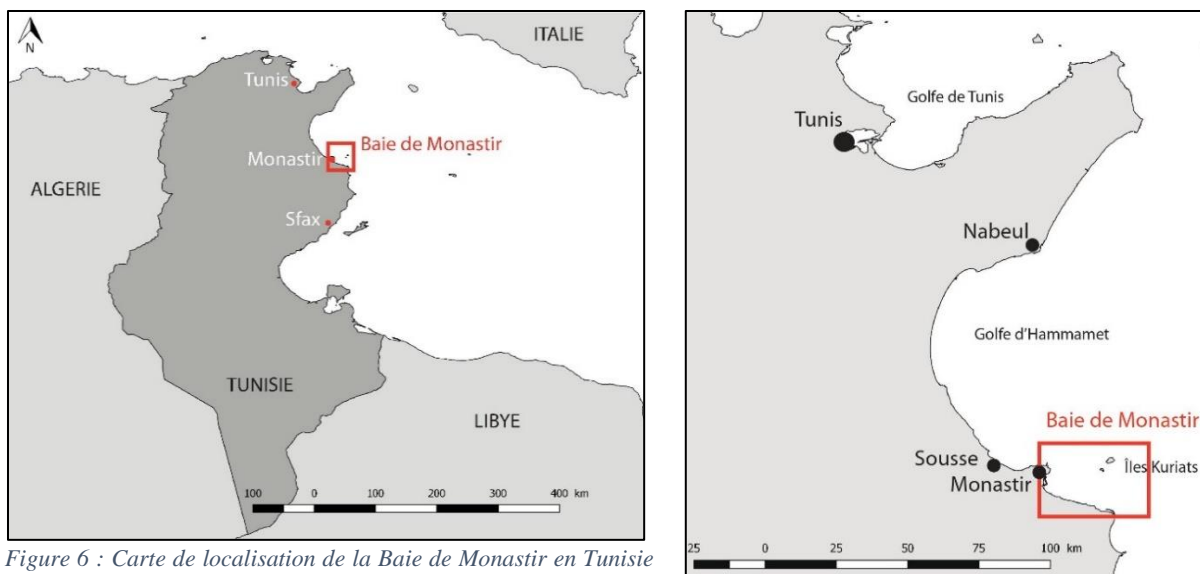 N
ITALIE
Tunis
Baie de Monastir
Monastir
ALGERIE
Sfax
TUNISIE
LIBYE
100 0 100 200 300 400 km
Figure 6 : Carte de localisation de la Baie de Monastir en Tunisie
Golfe de Tunis
Tunis
Nabeul
Golfe d'Hammamet
Baie de Monastir
Sousse
Îles Kuriats
Monastir
25 0 25 50 75 100 km